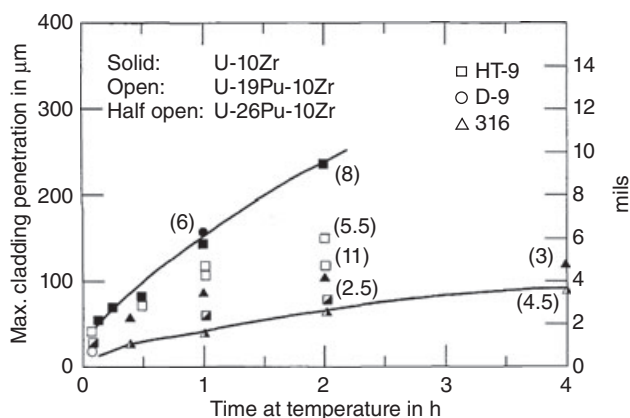 400
300
200
100
0
Max. cladding penetration in μm
Solid: U-10Zr
Open: U-19Pu-10Zr
Half open: U-26Pu-10Zr
HT-9
D-9
316
(6)
(8)
(5.5)
(11)
(2.5)
(3)
(4.5)
14
12
10
8
6
4
2
0
mils
0 1 2 3 4
Time at temperature in h